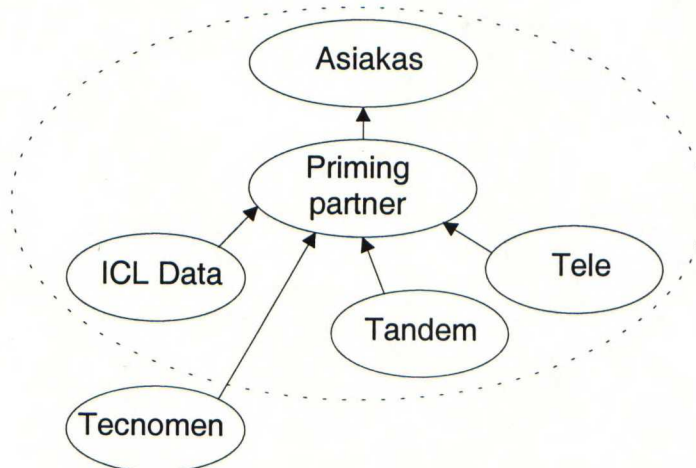 Asiakas
Priming
partner
ICL Data
Tele
Tandem
Tecnomen